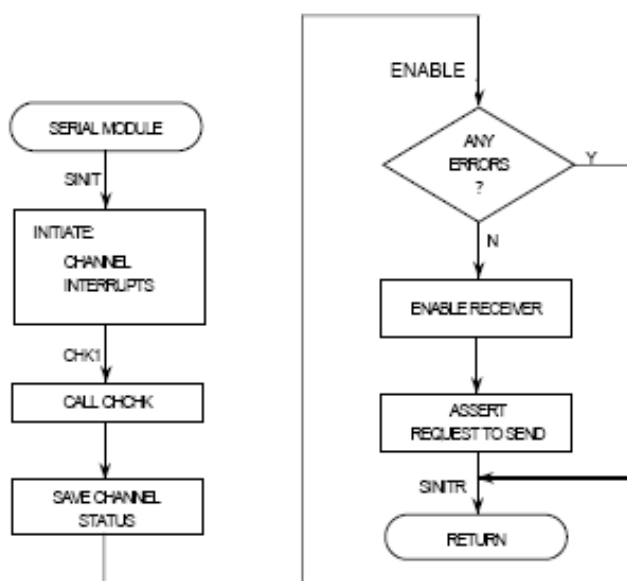 SERIAL MODULE
SINIT
INITIATE:
CHANNEL
INTERRUPTS
CHK1
CALL CHCHK
SAVE CHANNEL
STATUS
ENABLE
ANY
ERRORS
?
Y
N
ENABLE RECEIVER
ASSERT
REQUEST TO SEND
SINITR
RETURN